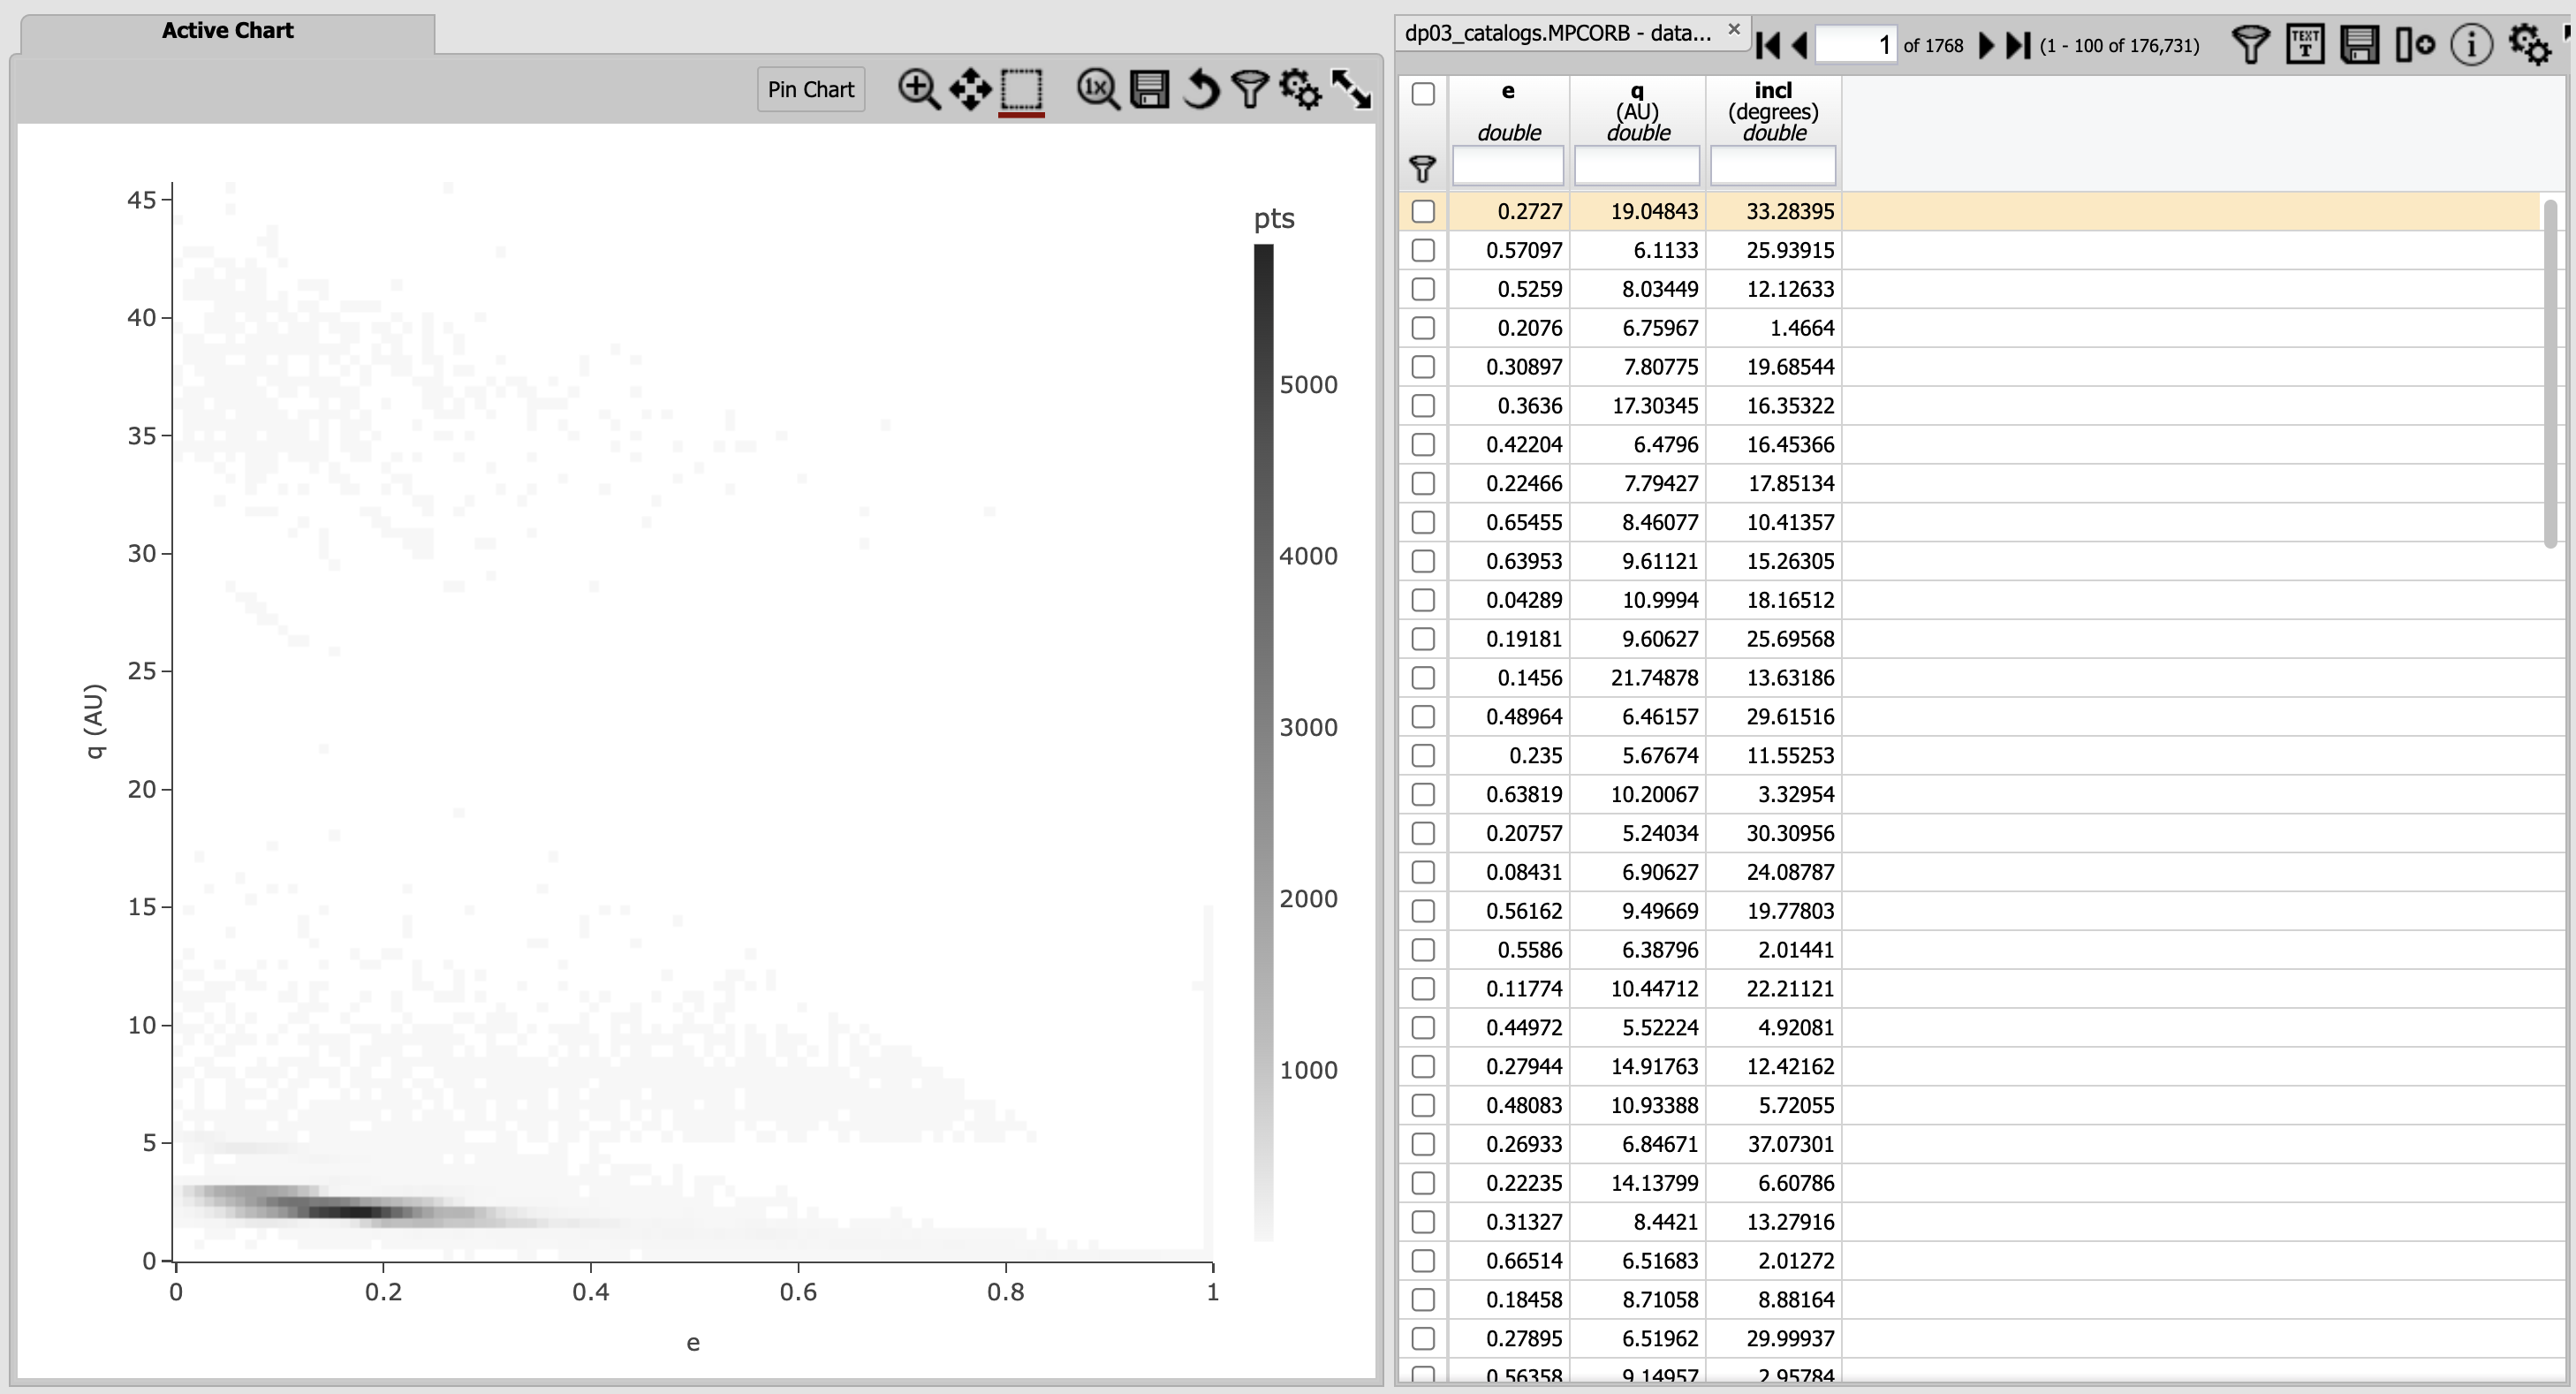 Active Chart
Pin Chart
1x
pts
5000
4000
3000
2000
1000
45
40
35
30
25
20
15
10
5
0
q (AU)
0 0.2 0.4 0.6 0.8 1
e
dp03_catalogs.MPCORB - data... ×
1 of 1768 (1 - 100 of 176,731)
TEXT T
e q incl
(AU) (degrees)
double double double
0.2727 19.04843 33.28395
0.57097 6.1133 25.93915
0.5259 8.03449 12.12633
0.2076 6.75967 1.4664
0.30897 7.80775 19.68544
0.3636 17.30345 16.35322
0.42204 6.4796 16.45366
0.22466 7.79427 17.85134
0.65455 8.46077 10.41357
0.63953 9.61121 15.26305
0.04289 10.9994 18.16512
0.19181 9.60627 25.69568
0.1456 21.74878 13.63186
0.48964 6.46157 29.61516
0.235 5.67674 11.55253
0.63819 10.20067 3.32954
0.20757 5.24034 30.30956
0.08431 6.90627 24.08787
0.56162 9.49669 19.77803
0.5586 6.38796 2.01441
0.11774 10.44712 22.21121
0.44972 5.52224 4.92081
0.27944 14.91763 12.42162
0.48083 10.93388 5.72055
0.26933 6.84671 37.07301
0.22235 14.13799 6.60786
0.31327 8.4421 13.27916
0.66514 6.51683 2.01272
0.18458 8.71058 8.88164
0.27895 6.51962 29.99937
0.56358 9.14957 2.95784